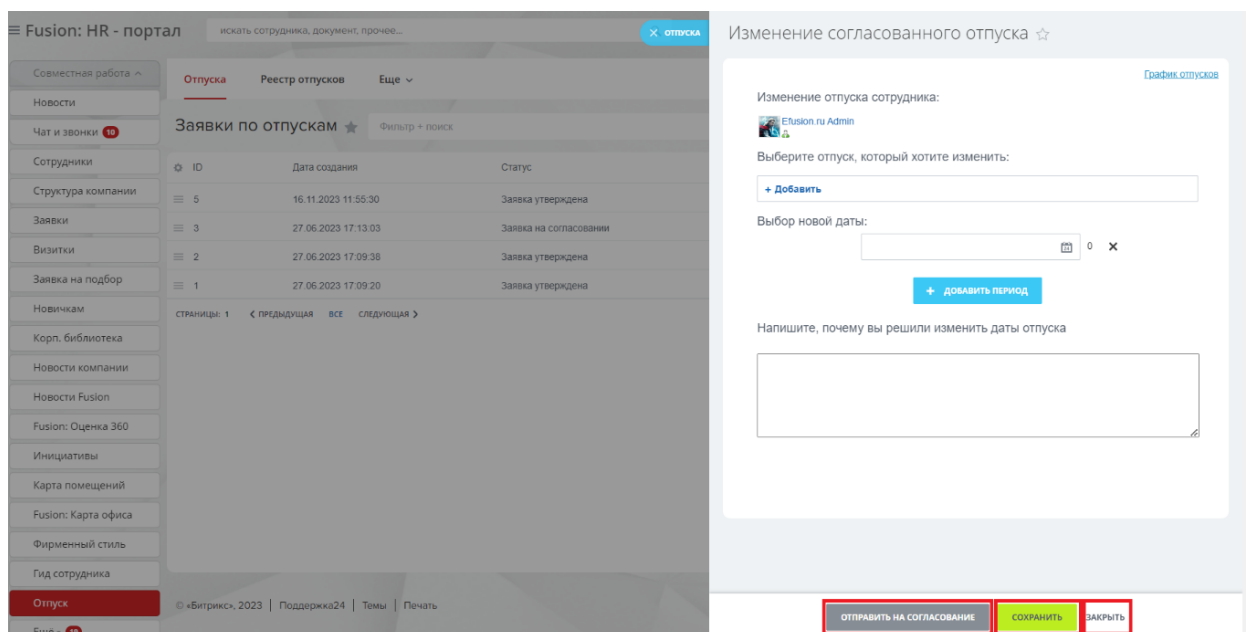 Fusion: HR - портал
искать сотрудника, документ, прочее...
ОТПУСКА
Совместная работа
Новости
Чат и звонки 10
Сотрудники
Структура компании
Заявки
Визитки
Заявка на подбор
Новичкам
Корп. библиотека
Новости компании
Новости Fusion
Fusion: Оценка 360
Инициативы
Карта помещений
Fusion: Карта офиса
Фирменный стиль
Гид сотрудника
Отпуск
Отпуска Реестр отпусков Еще
Заявки по отпускам Фильтр + поиск
ID Дата создания Статус
5 16.11.2023 11:55:30 Заявка утверждена
3 27.06.2023 17:13:03 Заявка на согласовании
2 27.06.2023 17:09:38 Заявка утверждена
1 27.06.2023 17:09:20 Заявка утверждена
СТРАНИЦЫ: 1 ПРЕДЫДУЩАЯ ВСЕ СЛЕДУЮЩАЯ
© «Битрикс», 2023 | Поддержка24 | Темы | Печать
Изменение согласованного отпуска
График отпусков
Изменение отпуска сотрудника:
Efusion.ru Admin
Выберите отпуск, который хотите изменить:
+ Добавить
Выбор новой даты:
0
+ ДОБАВИТЬ ПЕРИОД
Напишите, почему вы решили изменить даты отпуска
ОТПРАВИТЬ НА СОГЛАСОВАНИЕ СОХРАНИТЬ ЗАКРЫТЬ